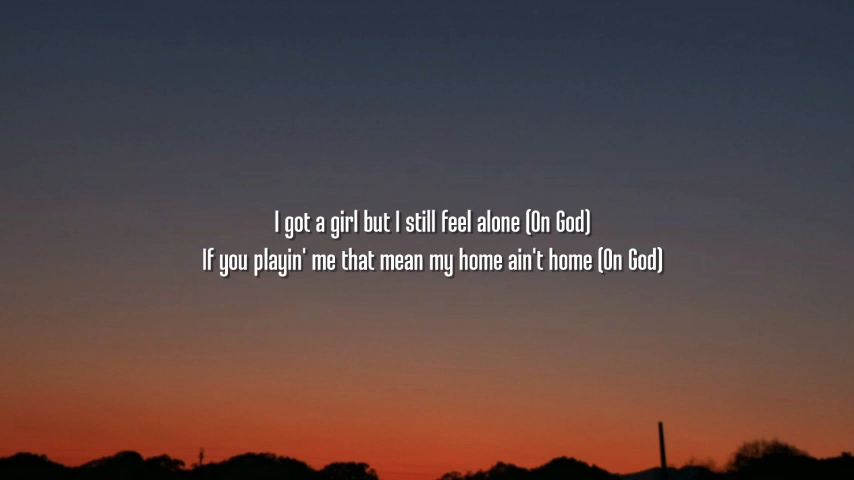 I got a girl but I still feel alone (On God)
If you playin' me that mean my home ain't home (On God)